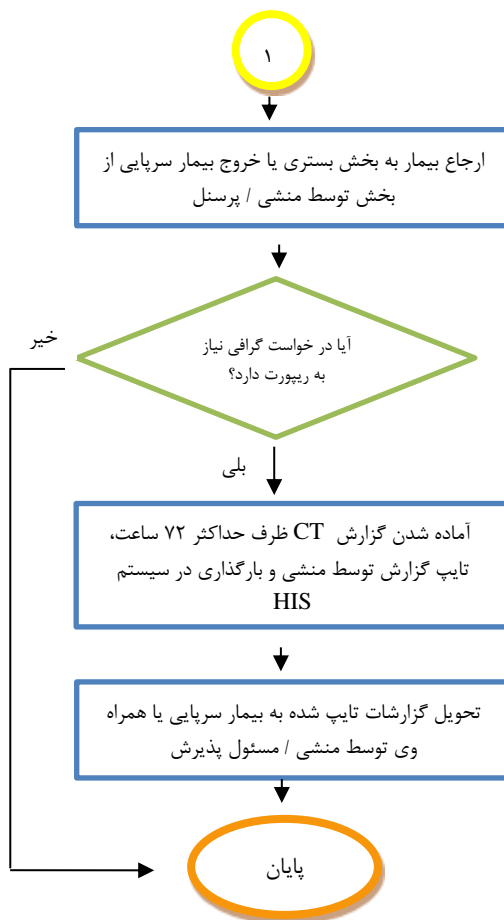 ۱
ارجاع بیمار به بخش بستری یا خروج بیمار سرپایی از
بخش توسط منشی / پرسنل
آیا در خواست گرافی نیاز
به ریپورت دارد؟
خیر
بلی
آماده شدن گزارش CT ظرف حداکثر ۷۲ ساعت،
تایپ گزارش توسط منشی و بارگذاری در سیستم
HIS
تحویل گزارشات تایپ شده به بیمار سرپایی یا همراه
وی توسط منشی / مسئول پذیرش
پایان